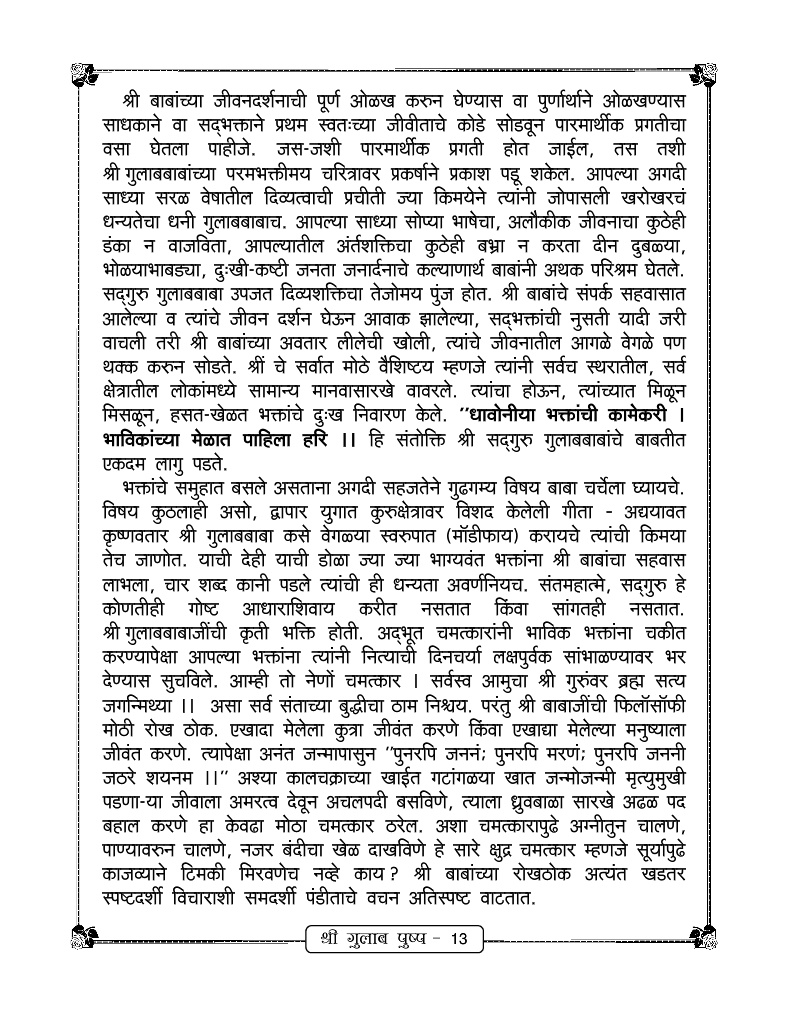 श्री बाबांच्या जीवनदर्शनाची पूर्ण ओळख करुन घेण्यास वा पुर्णार्थाने ओळखण्यास
साधकाने वा सद्‌भक्ताने प्रथम स्वतःच्या जीवीताचे कोडे सोडवून पारमार्थीक प्रगतीचा
वसा घेतला पाहीजे. जस-जशी पारमार्थीक प्रगती होत जाईल, तस तशी
श्री गुलाबबाबांच्या परमभक्तीमय चरित्रावर प्रकर्षाने प्रकाश पडू शकेल. आपल्या अगदी
साध्या सरळ वेषातील दिव्यत्वाची प्रचीती ज्या किमयेने त्यांनी जोपासली खरोखरचं
धन्यतेचा धनी गुलाबबाबाच. आपल्या साध्या सोप्या भाषेचा, अलौकीक जीवनाचा कुठेही
डंका न वाजविता, आपल्यातील अंर्तशक्तिचा कुठेही बभ्रा न करता दीन दुबळ्या,
भोळयाभाबड्या, दुःखी-कष्टी जनता जनार्दनाचे कल्याणार्थ बाबांनी अथक परिश्रम घेतले.
सद्‌गुरु गुलाबबाबा उपजत दिव्यशक्तिचा तेजोमय पुंज होत. श्री बाबांचे संपर्क सहवासात
आलेल्या व त्यांचे जीवन दर्शन घेऊन आवाक झालेल्या, सद्‌भक्तांची नुसती यादी जरी
वाचली तरी श्री बाबांच्या अवतार लीलेची खोली, त्यांचे जीवनातील आगळे वेगळे पण
थक्क करुन सोडते. श्रीं चे सर्वात मोठे वैशिष्टय म्हणजे त्यांनी सर्वच स्थरातील, सर्व
क्षेत्रातील लोकांमध्ये सामान्य मानवासारखे वावरले. त्यांचा होऊन, त्यांच्यात मिळून
मिसळून, हसत-खेळत भक्तांचे दुःख निवारण केले. "धावोनीया भक्तांची कामेकरी ।
भाविकांच्या मेळात पाहिला हरि ।। हि संतोक्ति श्री सद्‌गुरु गुलाबबाबांचे बाबतीत
एकदम लागु पडते.
भक्तांचे समुहात बसले असताना अगदी सहजतेने गुढगम्य विषय बाबा चर्चेला घ्यायचे.
विषय कुठलाही असो, द्वापार युगात कुरुक्षेत्रावर विशद केलेली गीता - अद्ययावत
कृष्णवतार श्री गुलाबबाबा कसे वेगळ्या स्वरुपात (मॉडीफाय) करायचे त्यांची किमया
तेच जाणोत. याची देही याची डोळा ज्या ज्या भाग्यवंत भक्तांना श्री बाबांचा सहवास
लाभला, चार शब्द कानी पडले त्यांची ही धन्यता अवर्णनियच. संतमहात्मे, सद्‌गुरु हे
कोणतीही गोष्ट आधाराशिवाय करीत नसतात किंवा सांगतही नसतात.
श्री गुलाबबाबाजींची कृती भक्ति होती. अद्‌भूत चमत्कारांनी भाविक भक्तांना चकीत
करण्यापेक्षा आपल्या भक्तांना त्यांनी नित्याची दिनचर्या लक्षपुर्वक सांभाळण्यावर भर
देण्यास सुचविले. आम्ही तो नेणों चमत्कार । सर्वस्व आमुचा श्री गुरुंवर ब्रह्म सत्य
जगन्मिथ्या ।। असा सर्व संताच्या बुद्धीचा ठाम निश्चय. परंतु श्री बाबाजींची फिलॉसॉफी
मोठी रोख ठोक. एखादा मेलेला कुत्रा जीवंत करणे किंवा एखाद्या मेलेल्या मनुष्याला
जीवंत करणे. त्यापेक्षा अनंत जन्मापासुन "पुनरपि जननं; पुनरपि मरणं; पुनरपि जननी
जठरे शयनम ।।" अश्या कालचक्राच्या खाईत गटांगळया खात जन्मोजन्मी मृत्युमुखी
पडणा-या जीवाला अमरत्व देवून अचलपदी बसविणे, त्याला ध्रुवबाळा सारखे अढळ पद
बहाल करणे हा केवढा मोठा चमत्कार ठरेल. अशा चमत्कारापुढे अग्नीतुन चालणे,
पाण्यावरुन चालणे, नजर बंदीचा खेळ दाखविणे हे सारे क्षुद्र चमत्कार म्हणजे सूर्यापुढे
काजव्याने टिमकी मिरवणेच नव्हे काय? श्री बाबांच्या रोखठोक अत्यंत खडतर
स्पष्टदर्शी विचाराशी समदर्शी पंडीताचे वचन अतिस्पष्ट वाटतात.
श्री गुलाब पुष्प - 13